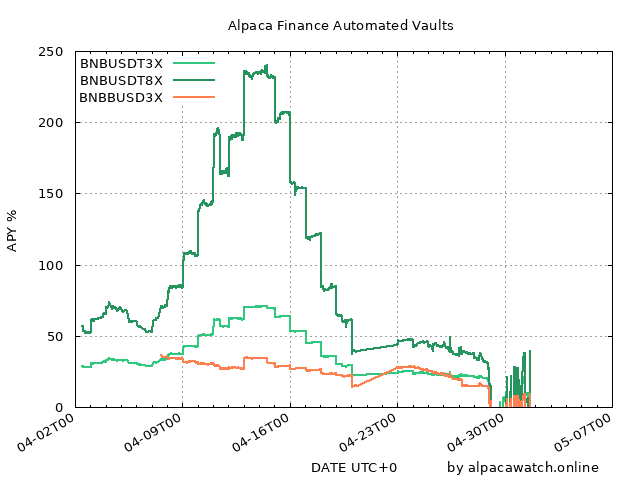 Alpaca Finance Automated Vaults
250
200
150
100
50
0
APY %
BNBUSDT3X
BNBUSDT8X
BNBBUSD3X
04-02T00
04-09T00
04-16T00
04-23T00
04-30T00
05-07T00
DATE UTC+0
by alpacawatch.online